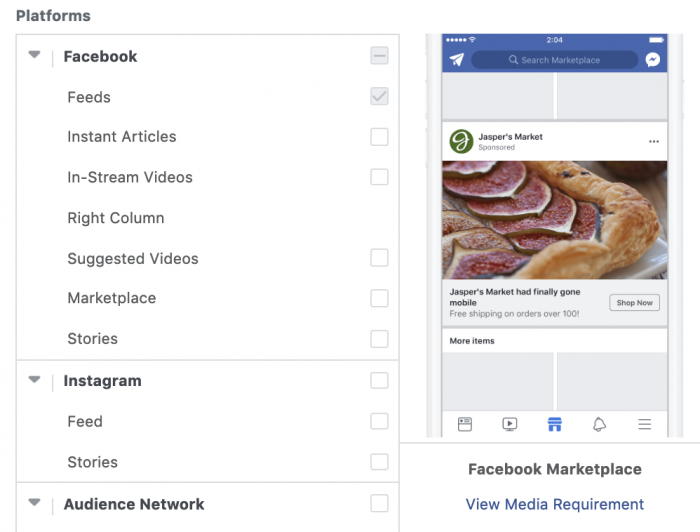 Platforms
Facebook
Feeds
Instant Articles
In-Stream Videos
Right Column
Suggested Videos
Marketplace
Stories
Instagram
Feed
Stories
Audience Network
2:04
Search Marketplace
Jasper's Market
Sponsored
Jasper's Market had finally gone
mobile
Free shipping on orders over 100!
Shop Now
More items
Facebook Marketplace
View Media Requirement